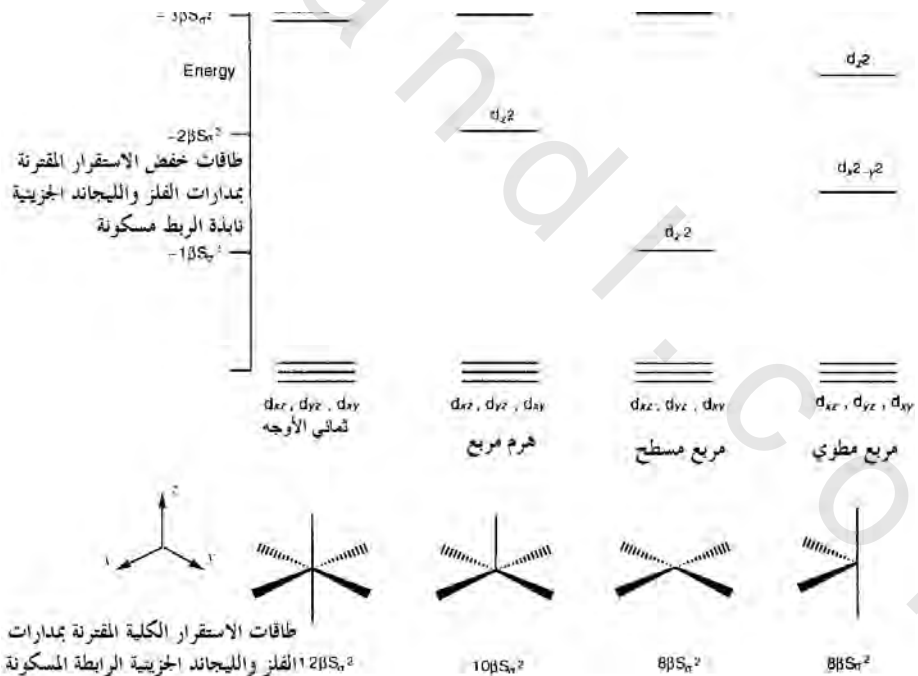 – 3βSσ²
Energy
dz2
dz2
–2βSσ²
طاقات خفض الاستقرار المقترنة
بمدارات الفلز والليجاند الجزيئية
dx2–y2
نابذة الربط مسكونة
dz2
–1βSσ²
dxz , dyz , dxy
dxz , dyz , dxy
dxz , dyz , dxy
dxz , dyz , dxy
ثماني الأوجه
هرم مربع
مربع مسطح
مربع مطوي
z
طاقات الاستقرار الكلية المقترنة بمدارات
الفلز والليجاند الجزيئية الرابطة المسكونة
12βSσ²
10βSσ²
8βSσ²
8βSσ²